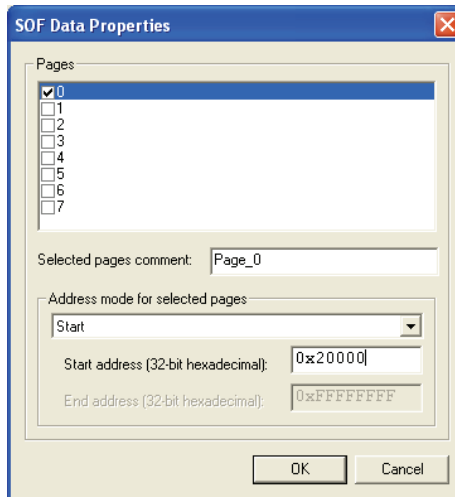 SOF Data Properties
Pages
0
1
2
3
4
5
6
7
Selected pages comment: Page_0
Address mode for selected pages
Start
Start address (32-bit hexadecimal): 0x20000
End address (32-bit hexadecimal): 0xFFFFFFFF
OK Cancel